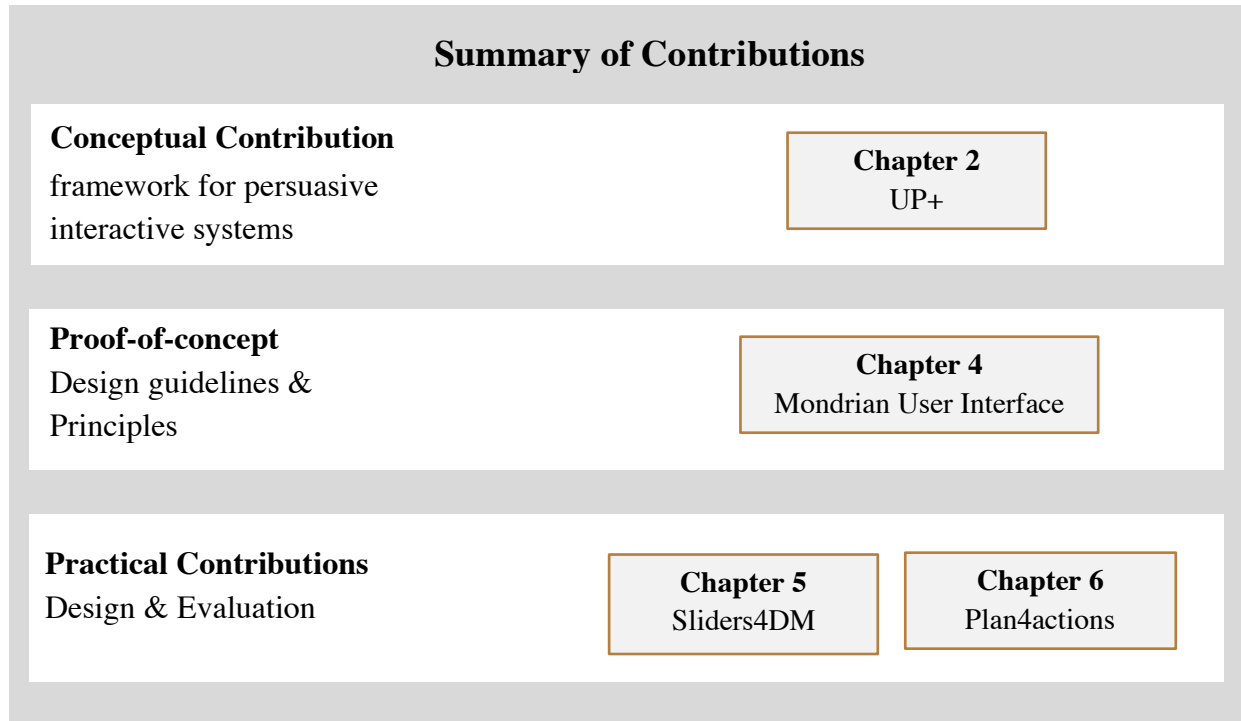 Summary of Contributions
Conceptual Contribution
framework for persuasive
interactive systems
Chapter 2
UP+
Proof-of-concept
Design guidelines &
Principles
Chapter 4
Mondrian User Interface
Practical Contributions
Design & Evaluation
Chapter 5
Sliders4DM
Chapter 6
Plan4actions